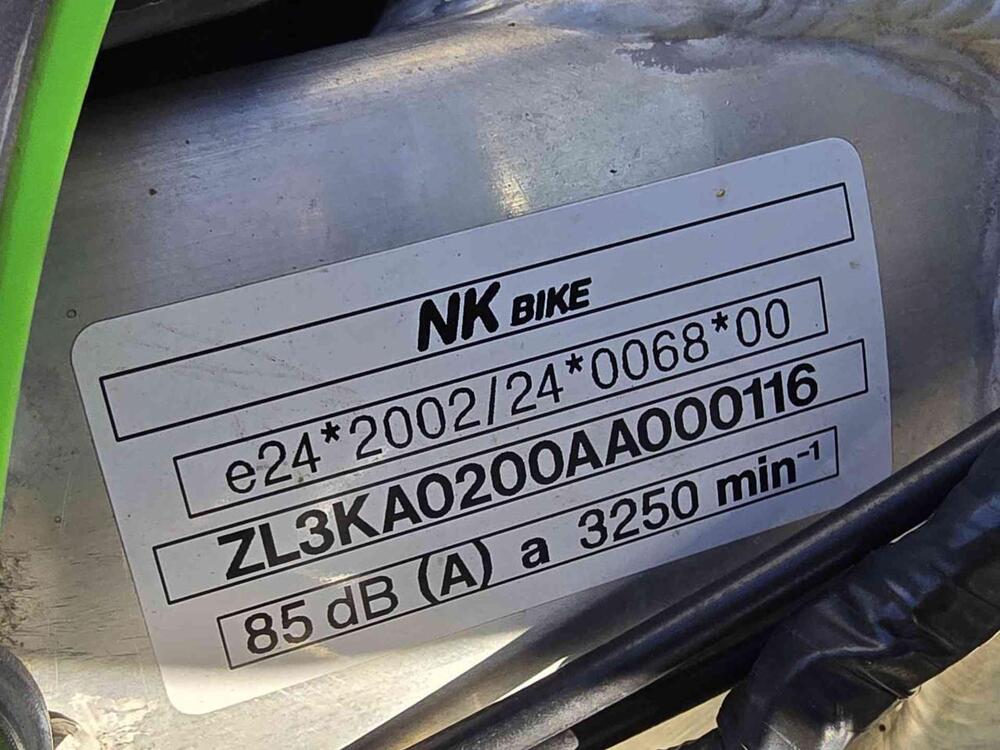 NK BIKE
e24*2002/24*0068*00
ZL3KA0200AA000116
85 dB (A) a 3250 min⁻¹